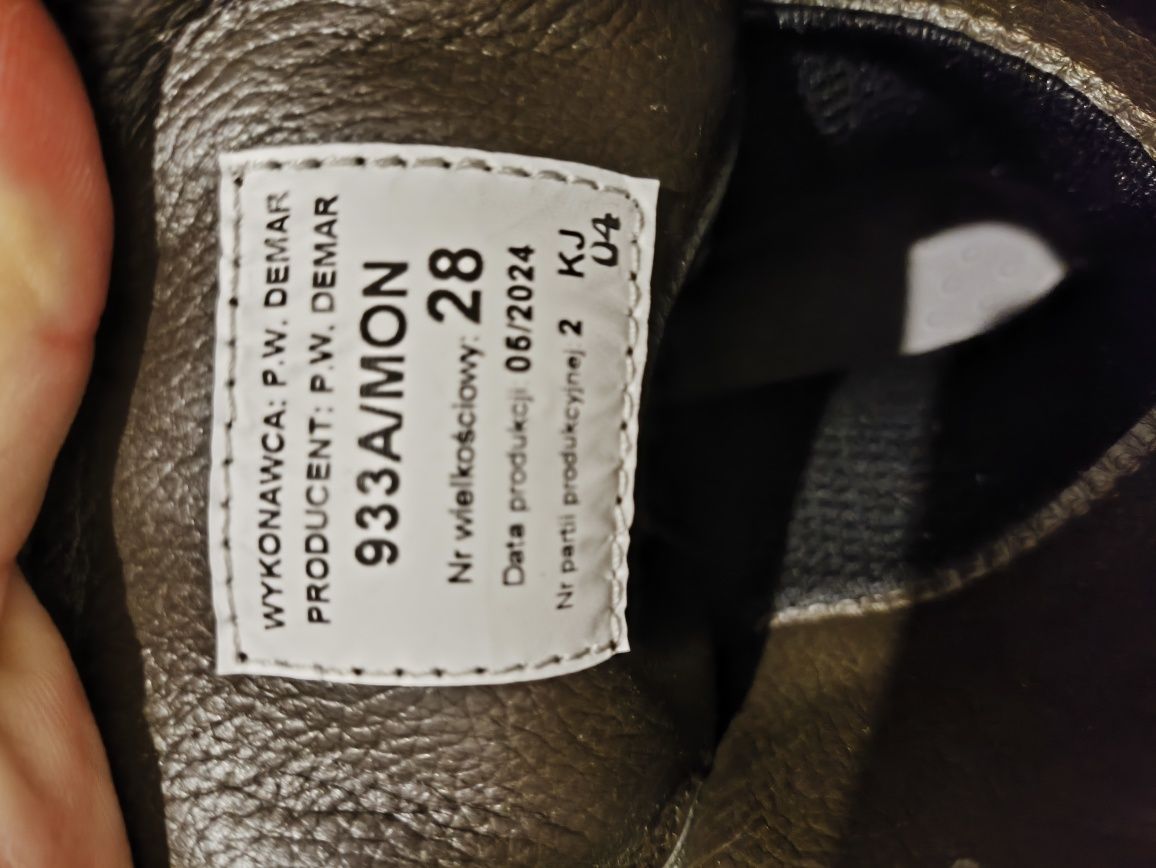 WYKONAWCA: P.W. DEMAR
PRODUCENT: P.W. DEMAR
933A/MON
Nr wielkościowy: 28
Data produkcji 06/2024
Nr partii produkcyjnej 2 KJ
04